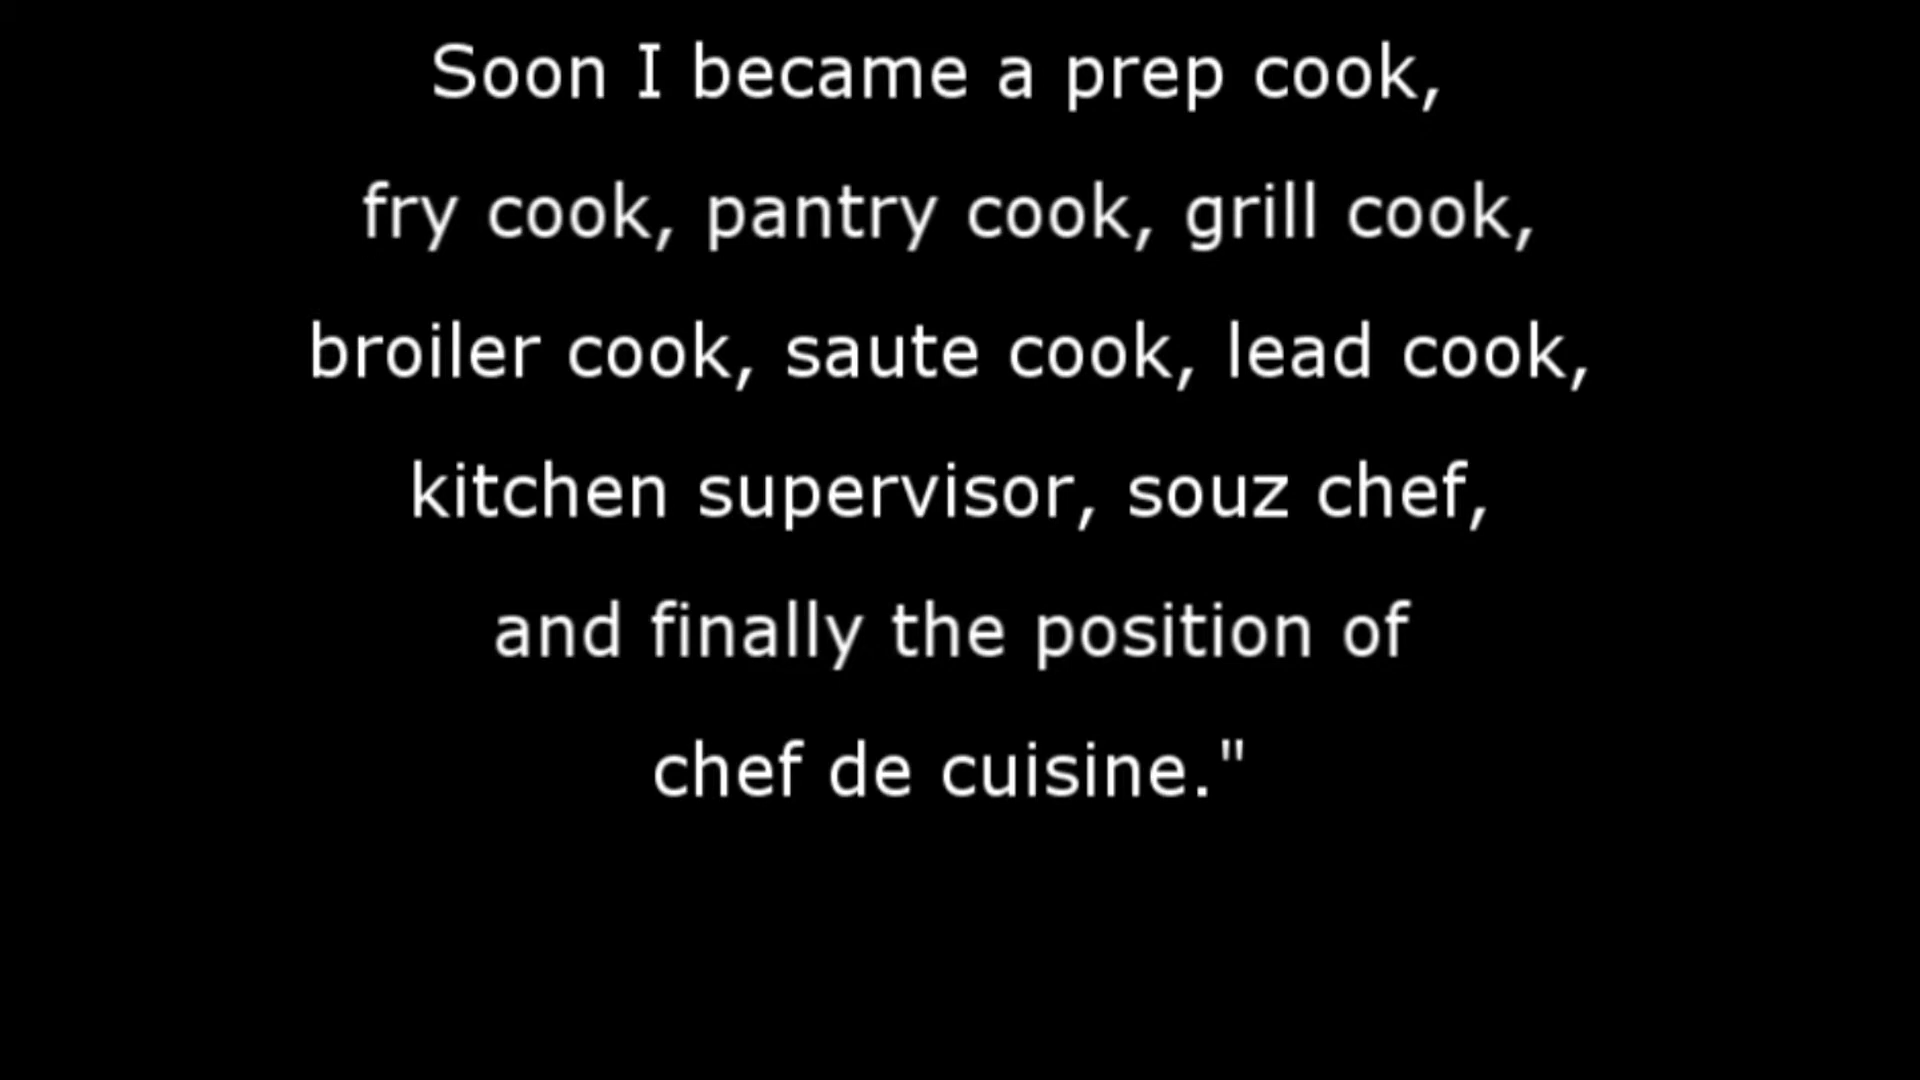 Soon I became a prep cook,
fry cook, pantry cook, grill cook,
broiler cook, saute cook, lead cook,
kitchen supervisor, souz chef,
and finally the position of
chef de cuisine."